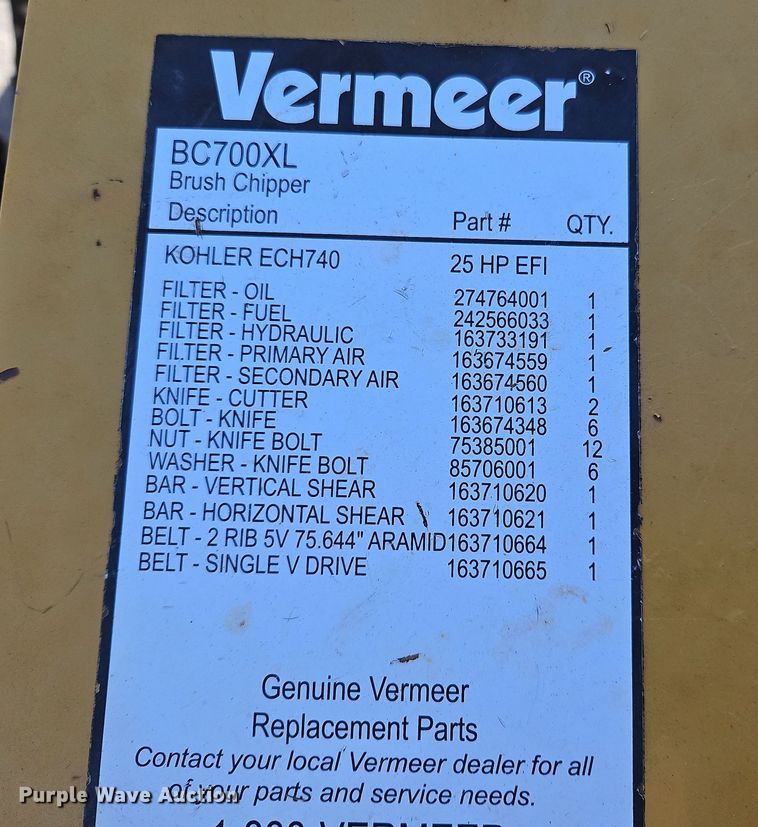 Vermeer®
BC700XL
Brush Chipper
Description Part # QTY.
KOHLER ECH740 25 HP EFI
FILTER - OIL 274764001 1
FILTER - FUEL 242566033 1
FILTER - HYDRAULIC 163733191 1
FILTER - PRIMARY AIR 163674559 1
FILTER - SECONDARY AIR 163674560 1
KNIFE - CUTTER 163710613 2
BOLT - KNIFE 163674348 6
NUT - KNIFE BOLT 75385001 12
WASHER - KNIFE BOLT 85706001 6
BAR - VERTICAL SHEAR 163710620 1
BAR - HORIZONTAL SHEAR 163710621 1
BELT - 2 RIB 5V 75.644" ARAMID 163710664 1
BELT - SINGLE V DRIVE 163710665 1
Genuine Vermeer
Replacement Parts
Contact your local Vermeer dealer for all
of your parts and service needs.
Purple Wave Auction